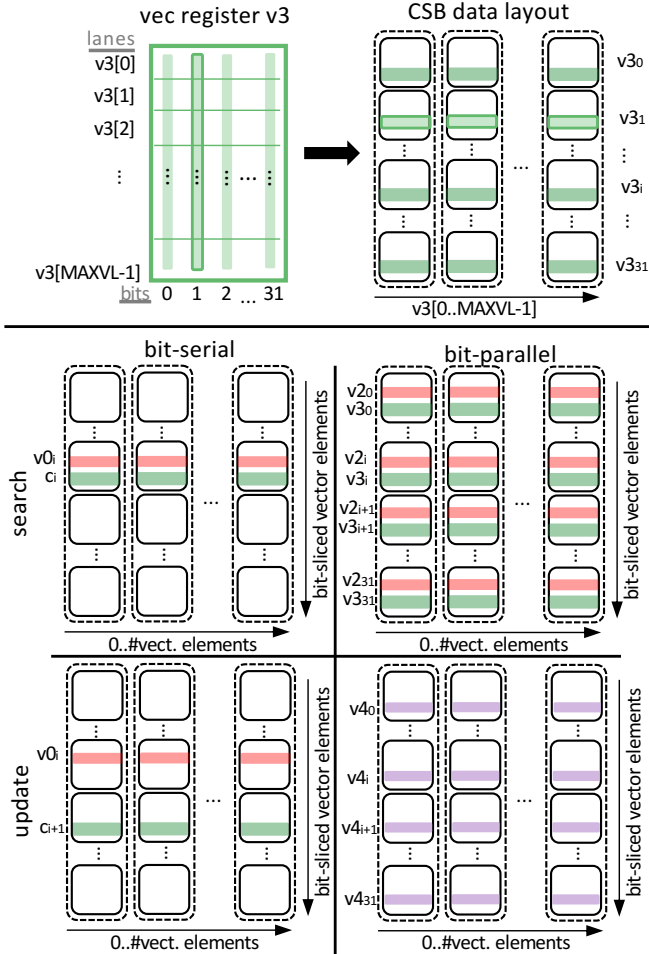 vec register v3
CSB data layout
lanes
v3[0]
v3[1]
v3[2]
⋮
v3[MAXVL-1]
⋮ ⋮ ⋮ ... ⋮
bits 0 1 2 ... 31
v3₀
v3₁
⋮ ⋮ ... ⋮ ⋮
v3ᵢ
⋮ ⋮ ⋮ ⋮
v3₃₁
v3[0..MAXVL-1]
bit-serial
bit-parallel
search
v0ᵢ
cᵢ
⋮ ⋮ ... ⋮
bit-sliced vector elements
0..#vect. elements
v2₀
v3₀
v2ᵢ
v3ᵢ
v2ᵢ₊₁
v3ᵢ₊₁
v2₃₁
v3₃₁
⋮ ⋮ ... ⋮
bit-sliced vector elements
0..#vect. elements
update
v0ᵢ
cᵢ₊₁
⋮ ⋮ ... ⋮
bit-sliced vector elements
0..#vect. elements
v4₀
v4ᵢ
v4ᵢ₊₁
v4₃₁
⋮ ⋮ ... ⋮
bit-sliced vector elements
0..#vect. elements